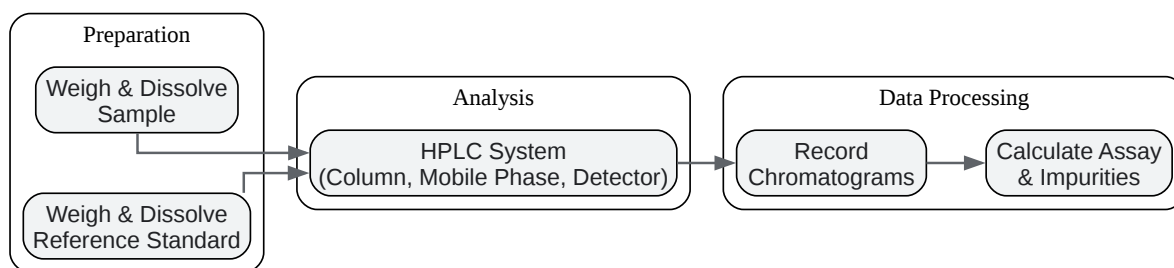 Preparation
Weigh & Dissolve
Sample
Weigh & Dissolve
Reference Standard
Analysis
HPLC System
(Column, Mobile Phase, Detector)
Data Processing
Record
Chromatograms
Calculate Assay
& Impurities